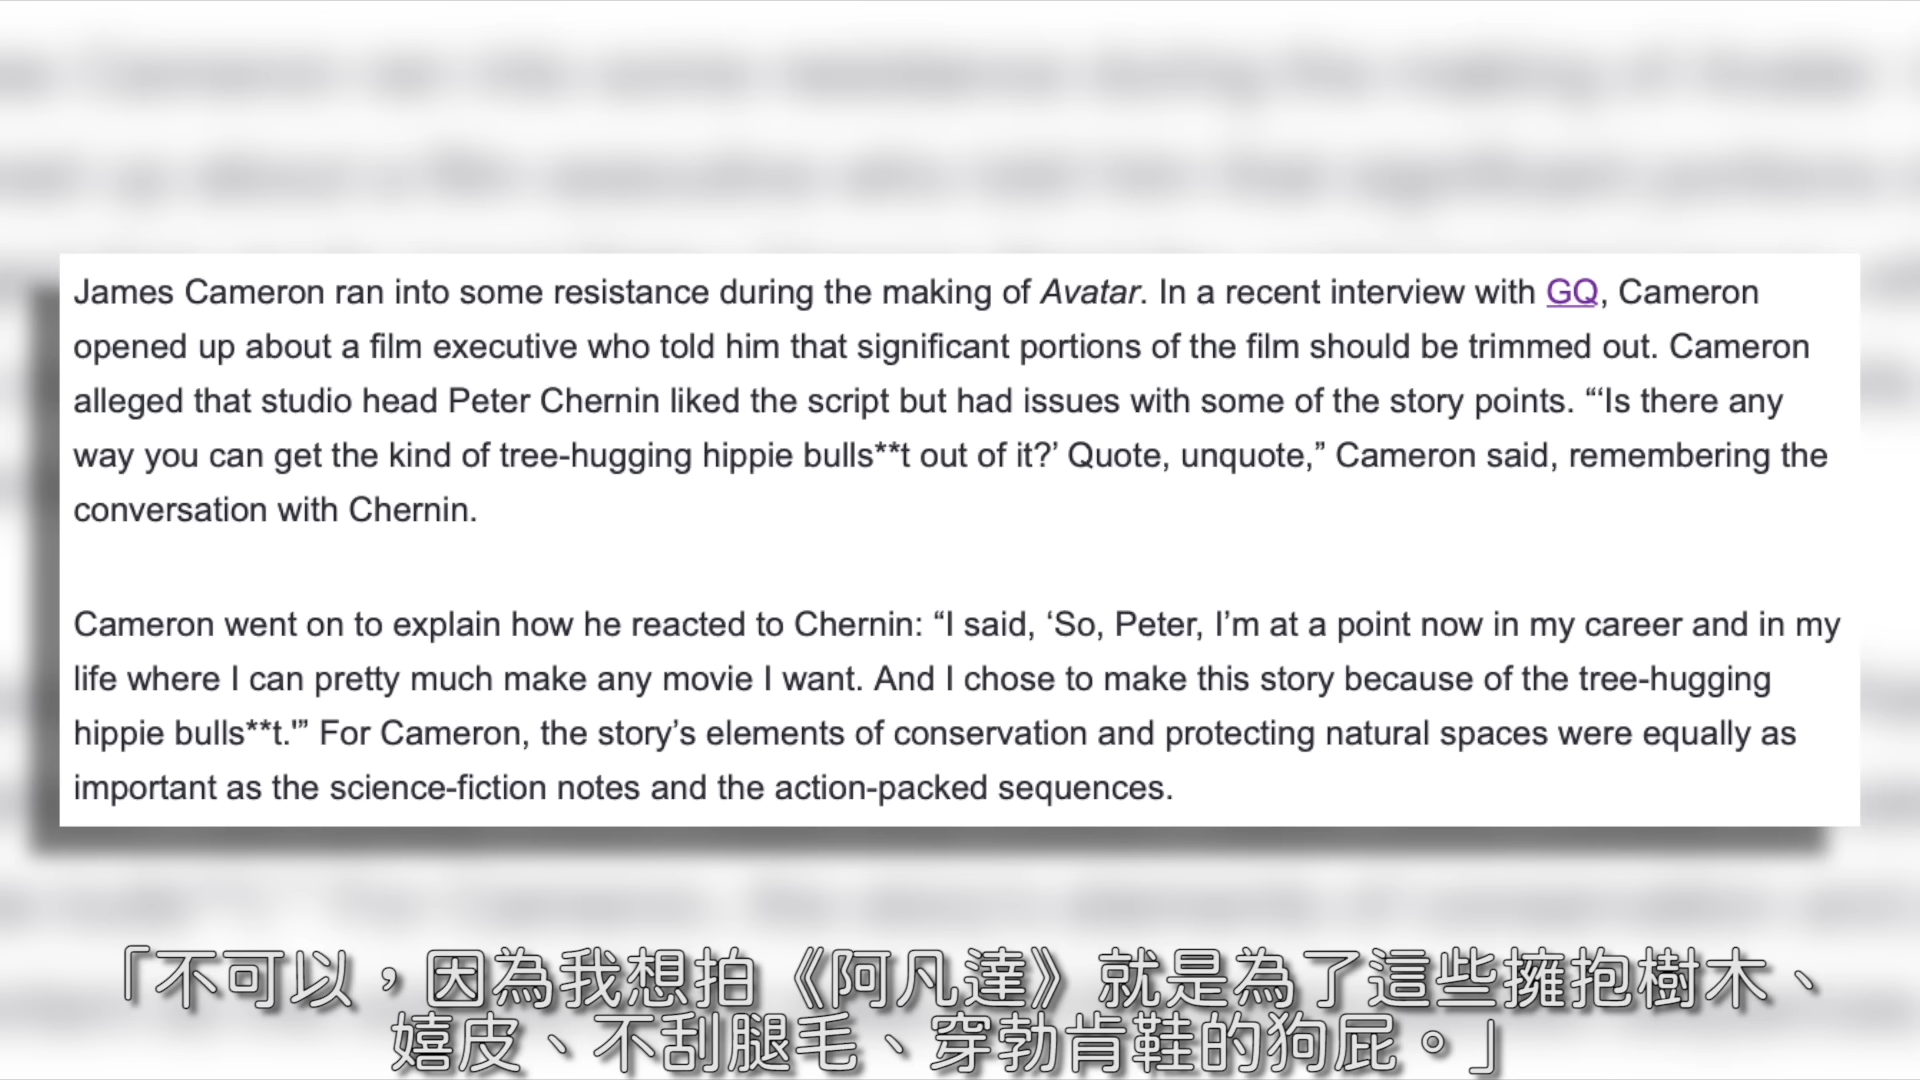 James Cameron ran into some resistance during the making of Avatar. In a recent interview with GQ, Cameron
opened up about a film executive who told him that significant portions of the film should be trimmed out. Cameron
alleged that studio head Peter Chernin liked the script but had issues with some of the story points. “‘Is there any
way you can get the kind of tree-hugging hippie bulls**t out of it?’ Quote, unquote,” Cameron said, remembering the
conversation with Chernin.
Cameron went on to explain how he reacted to Chernin: “I said, ‘So, Peter, I’m at a point now in my career and in my
life where I can pretty much make any movie I want. And I chose to make this story because of the tree-hugging
hippie bulls**t.'” For Cameron, the story’s elements of conservation and protecting natural spaces were equally as
important as the science-fiction notes and the action-packed sequences.
「不可以，因為我想拍《阿凡達》就是為了這些擁抱樹木、
嬉皮、不刮腿毛、穿勃肯鞋的狗屁。」